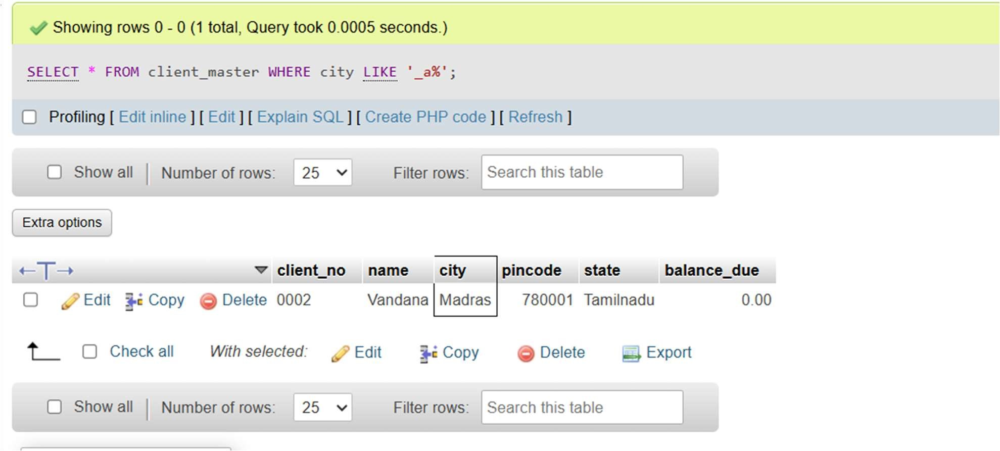 Showing rows 0 - 0 (1 total, Query took 0.0005 seconds.)
SELECT * FROM client_master WHERE city LIKE '_a%';
Profiling [ Edit inline ] [ Edit ] [ Explain SQL ] [ Create PHP code ] [ Refresh ]
Show all | Number of rows: 25 Filter rows: Search this table
Extra options
←T→ client_no name city pincode state balance_due
Edit Copy Delete 0002 Vandana Madras 780001 Tamilnadu 0.00
Check all With selected: Edit Copy Delete Export
Show all | Number of rows: 25 Filter rows: Search this table